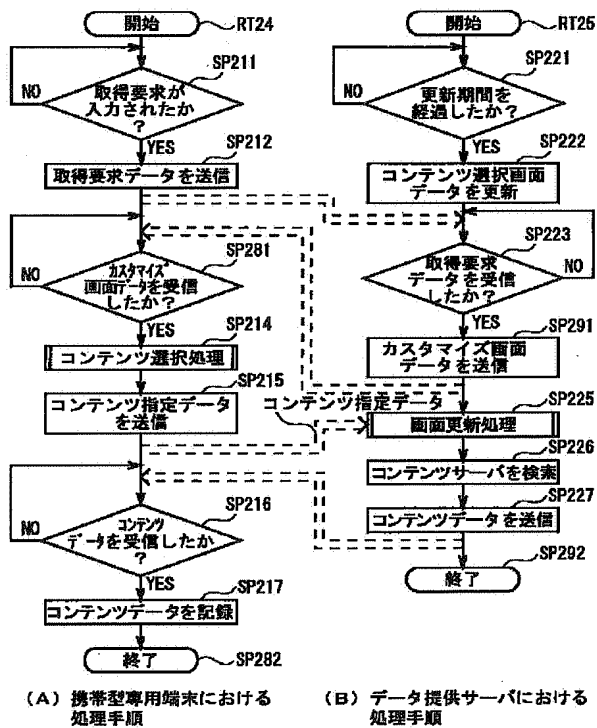 開始
RT24
SP211
取得要求が
入力されたか
?
NO
YES
SP212
取得要求データを送信
SP281
カスタマイズ
画面データを受信
したか?
NO
YES
SP214
コンテンツ選択処理
SP215
コンテンツ指定データ
を送信
コンテンツ指定データ
SP216
コンテンツ
データを受信したか
?
NO
YES
SP217
コンテンツデータを記録
終了
SP282
(A) 携帯型専用端末における
処理手順
開始
RT25
SP221
更新期間を
経過したか?
NO
YES
SP222
コンテンツ選択画面
データを更新
SP223
取得要求
データを受信
したか?
NO
YES
SP291
カスタマイズ画面
データを送信
SP225
画面更新処理
SP226
コンテンツサーバを検索
SP227
コンテンツデータを送信
SP292
終了
(B) データ提供サーバにおける
処理手順